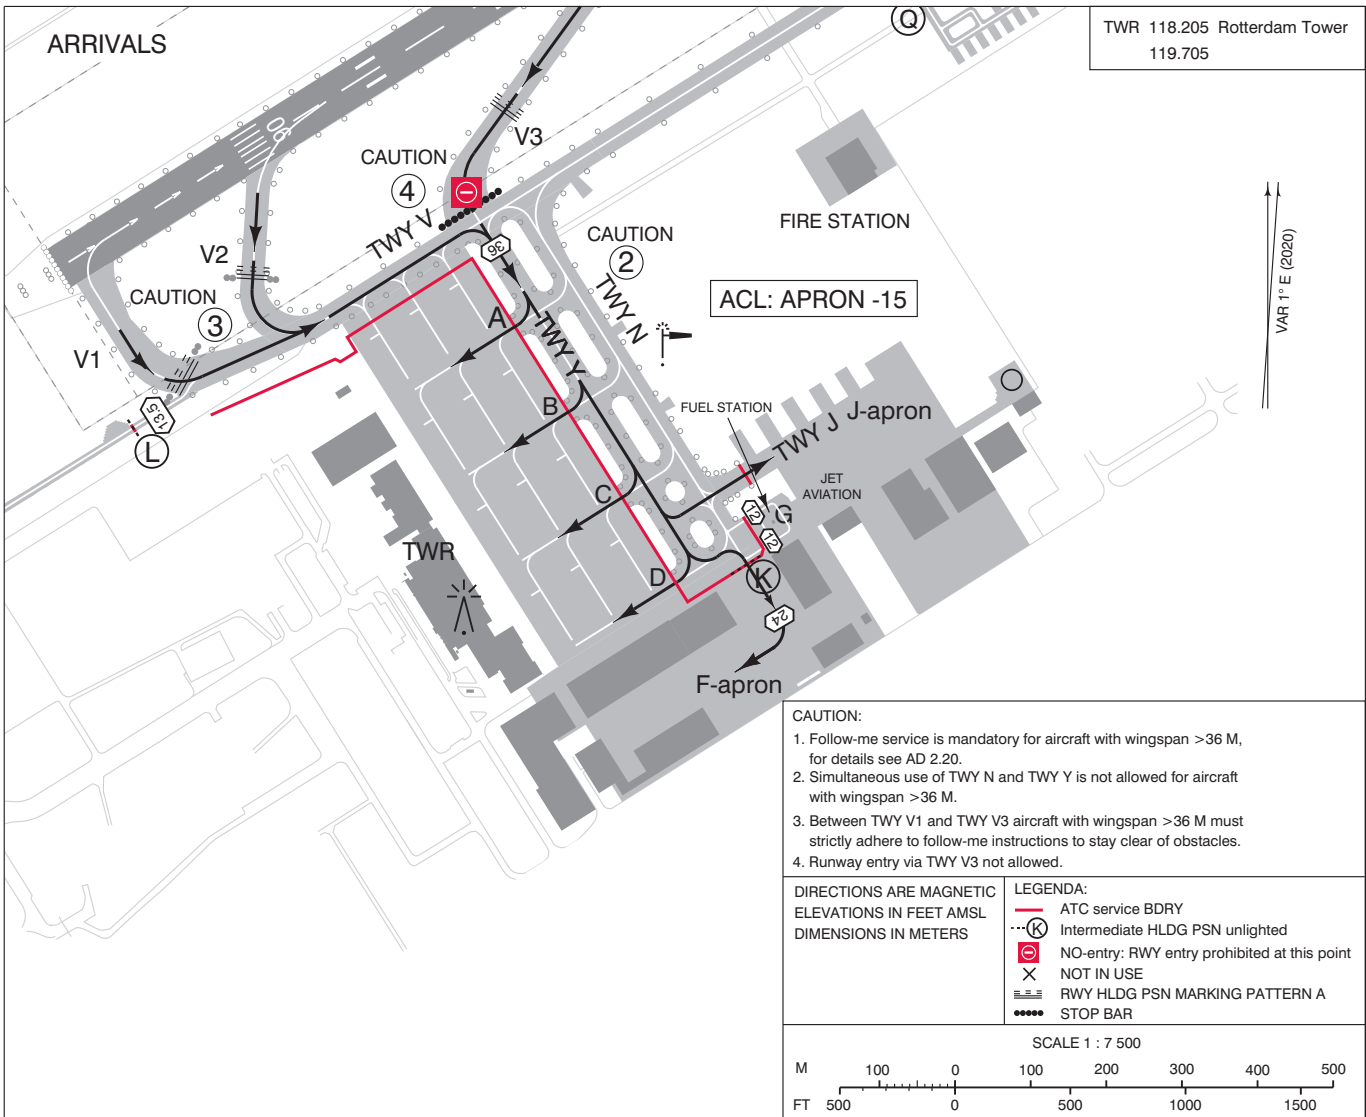 ARRIVALS
TWR 118.205 Rotterdam Tower
119.705
Q
06
V3
CAUTION
4
TWY V
36
V2
CAUTION
3
V1
13.5
L
CAUTION
2
TWY N
FIRE STATION
ACL: APRON -15
VAR 1° E (2020)
A
TWY Y
B
C
D
FUEL STATION
TWY J
J-apron
JET
AVIATION
G
12
12
K
24
F-apron
TWR
CAUTION:
1. Follow-me service is mandatory for aircraft with wingspan >36 M,
for details see AD 2.20.
2. Simultaneous use of TWY N and TWY Y is not allowed for aircraft
with wingspan >36 M.
3. Between TWY V1 and TWY V3 aircraft with wingspan >36 M must
strictly adhere to follow-me instructions to stay clear of obstacles.
4. Runway entry via TWY V3 not allowed.
DIRECTIONS ARE MAGNETIC
ELEVATIONS IN FEET AMSL
DIMENSIONS IN METERS
LEGENDA:
ATC service BDRY
K Intermediate HLDG PSN unlighted
NO-entry: RWY entry prohibited at this point
NOT IN USE
RWY HLDG PSN MARKING PATTERN A
STOP BAR
SCALE 1 : 7 500
M 100 0 100 200 300 400 500
FT 500 0 500 1000 1500